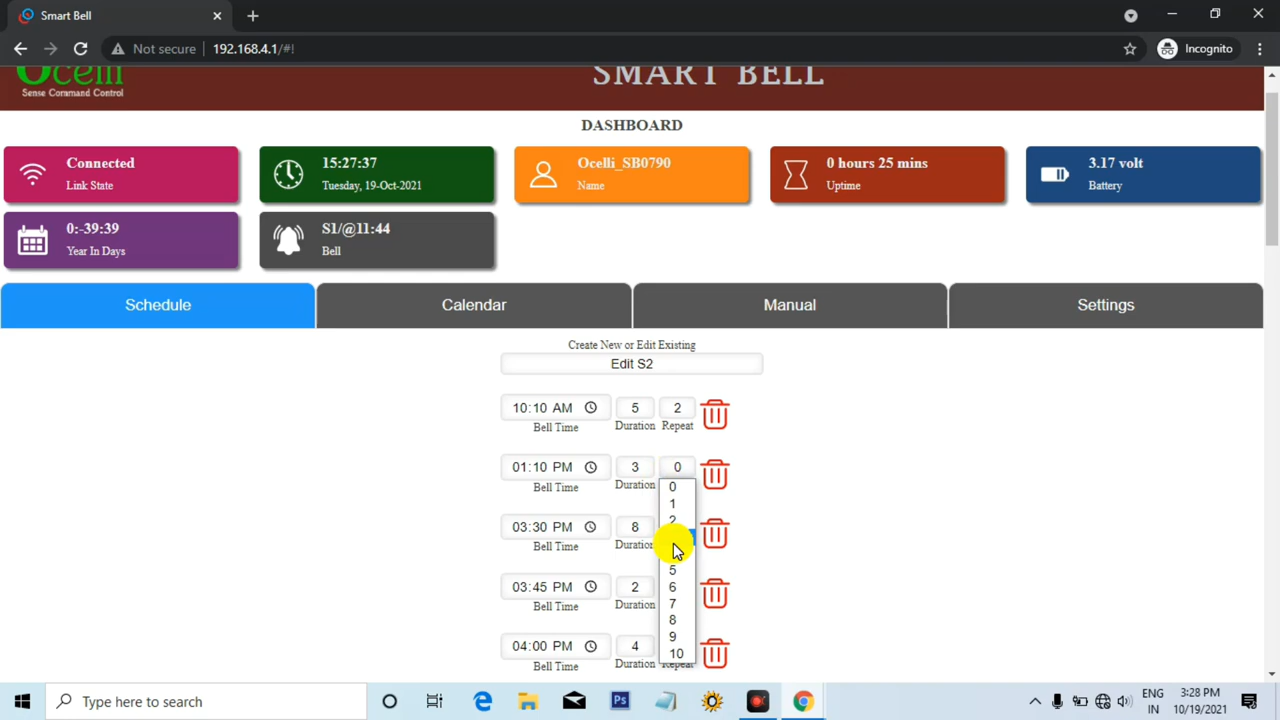 Smart Bell
Not secure
192.168.4.1/#!
Incognito
Ocelli
Sense Command Control
SMART BELL
DASHBOARD
Connected
Link State
15:27:37
Tuesday, 19-Oct-2021
Ocelli_SB0790
Name
0 hours 25 mins
Uptime
3.17 volt
Battery
0:-39:39
Year In Days
S1/@11:44
Bell
Schedule
Calendar
Manual
Settings
Create New or Edit Existing
Edit S2
10:10 AM 5 2
Bell Time Duration Repeat
01:10 PM 3 0
Bell Time Duration
0
1
2
03:30 PM 8
Bell Time Duration
5
6
7
8
9
10
03:45 PM 2
Bell Time Duration
04:00 PM 4
Bell Time Duration Repeat
Type here to search
Ps
ENG
IN
3:28 PM
10/19/2021